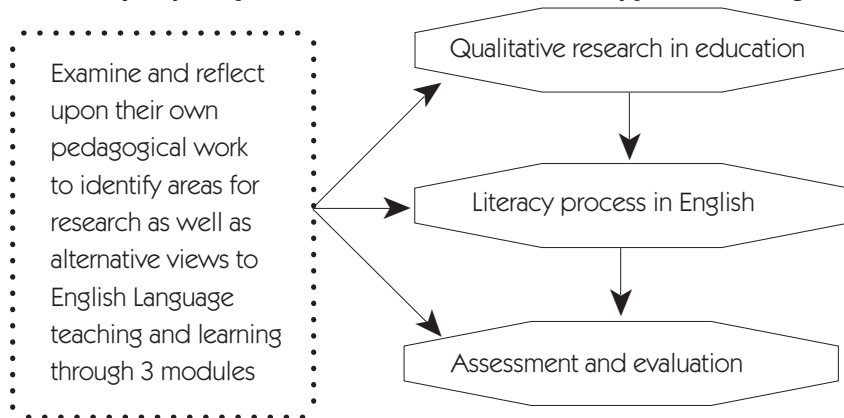 Examine and reflect
upon their own
pedagogical work
to identify areas for
research as well as
alternative views to
English Language
teaching and learning
through 3 modules
Qualitative research in education
Literacy process in English
Assessment and evaluation